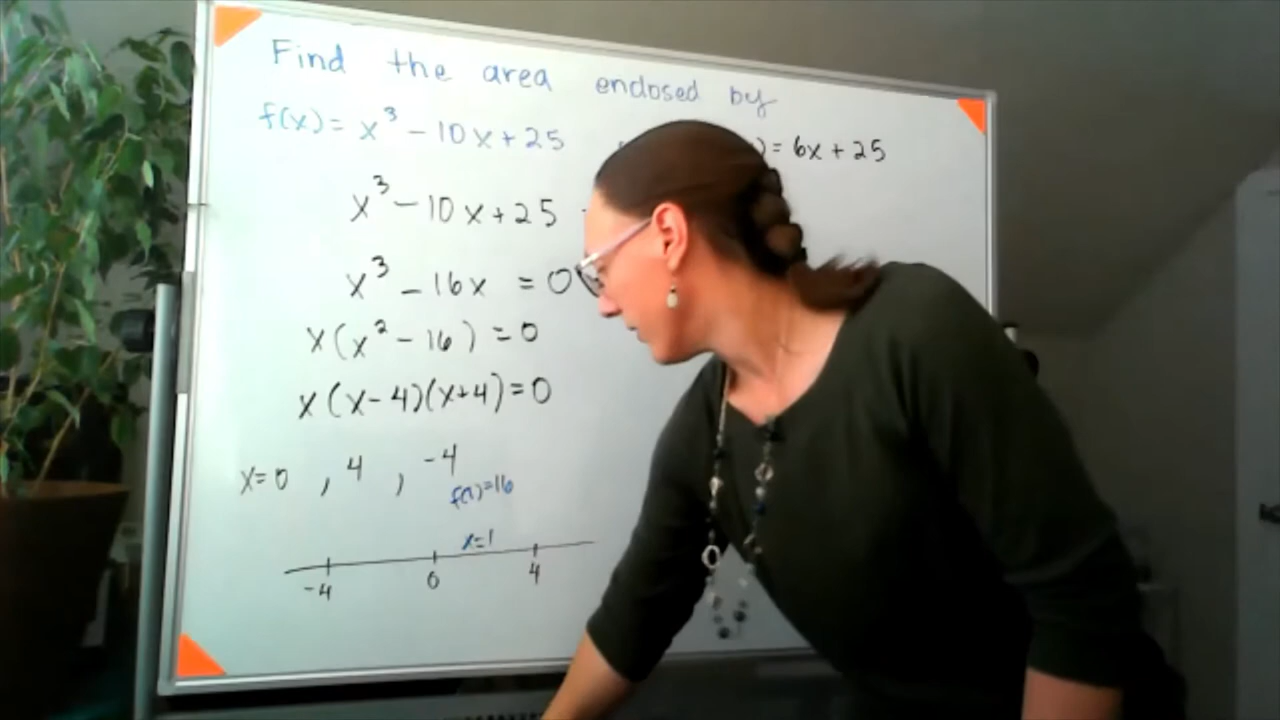 Find the area enclosed by
f(x) = x³ - 10x + 25 ) = 6x + 25
x³ - 10x + 25 -
x³ - 16x = 0
x(x² - 16) = 0
x(x-4)(x+4) = 0
x=0 , 4 , -4
f(1)=16
x=1
-4 0 4